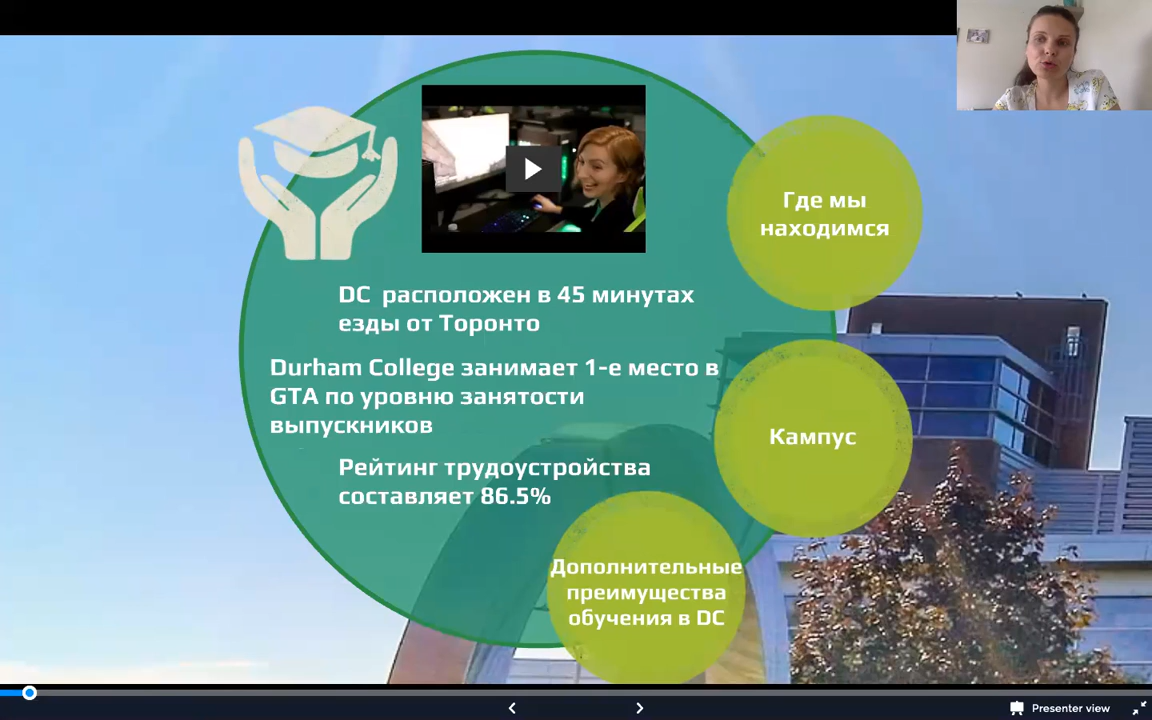 DC расположен в 45 минутах
езды от Торонто
Durham College занимает 1-е место в
GTA по уровню занятости
выпускников
Рейтинг трудоустройства
составляет 86.5%
Где мы
находимся
Кампус
Дополнительные
преимущества
обучения в DC
Presenter view